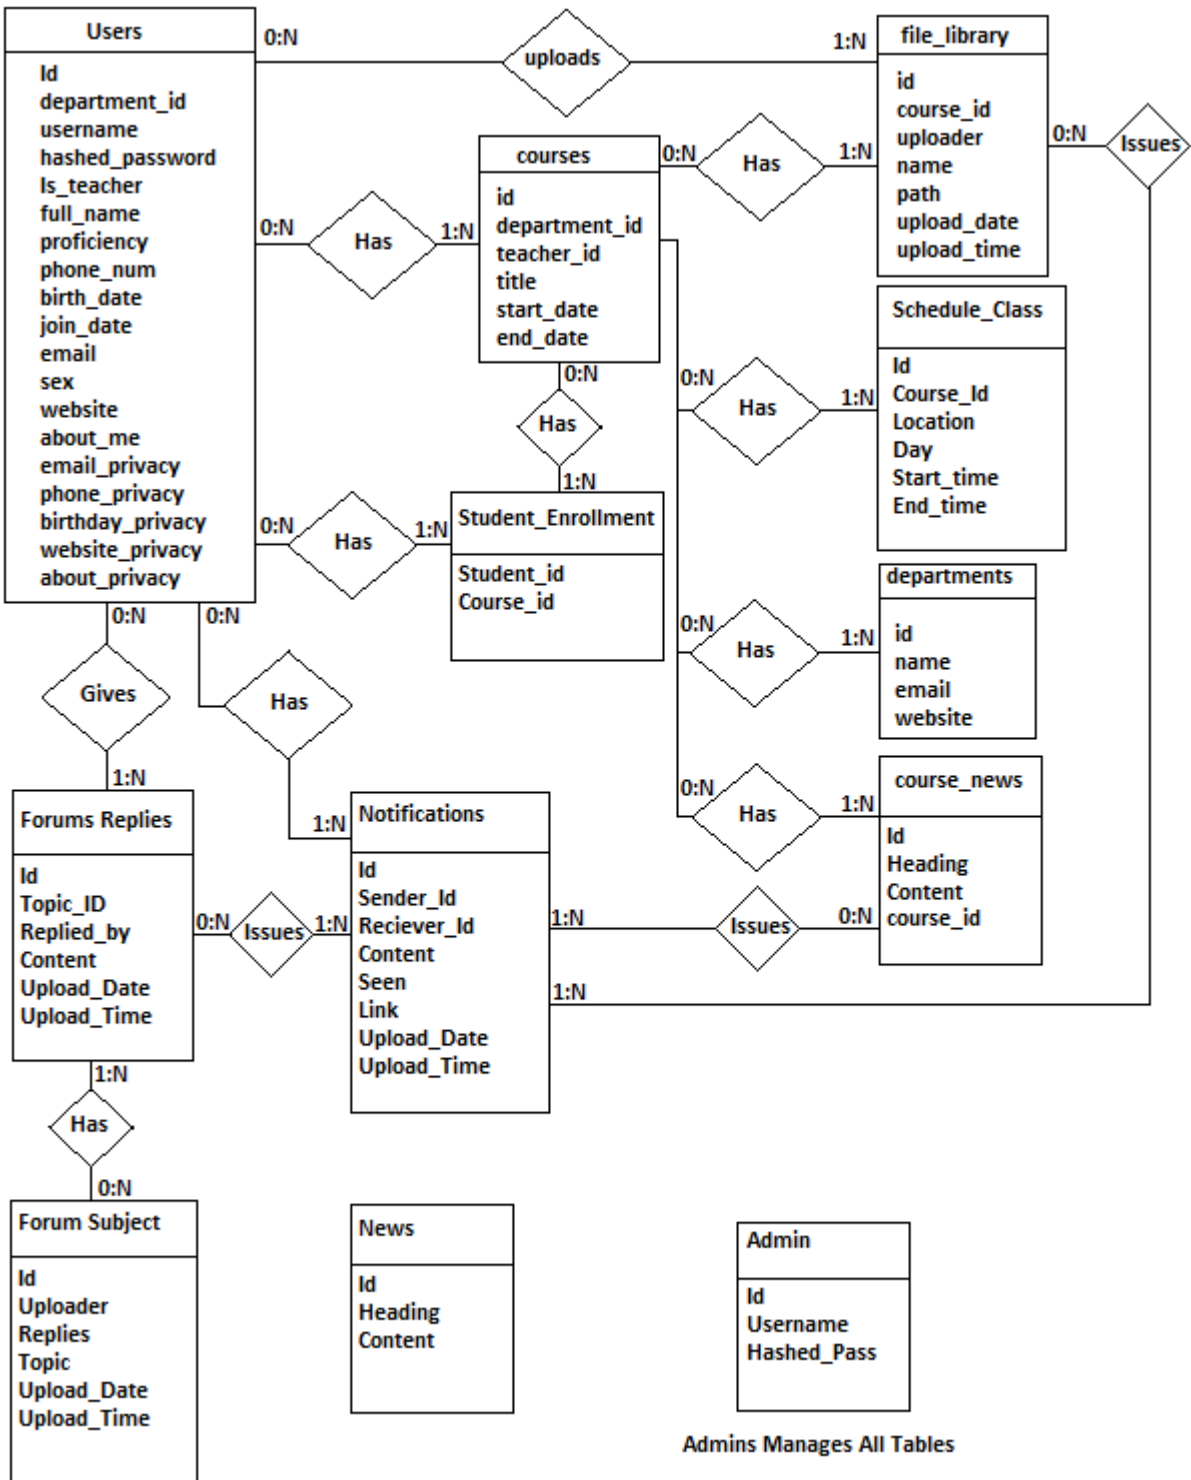 Users
Id
department_id
username
hashed_password
Is_teacher
full_name
proficiency
phone_num
birth_date
join_date
email
sex
website
about_me
email_privacy
phone_privacy
birthday_privacy
website_privacy
about_privacy
0:N
uploads
1:N
file_library
id
course_id
uploader
name
path
upload_date
upload_time
0:N
Issues
courses
id
department_id
teacher_id
title
start_date
end_date
0:N
Has
1:N
0:N
Has
1:N
Schedule_Class
Id
Course_Id
Location
Day
Start_time
End_time
0:N
Has
1:N
0:N
Has
1:N
Student_Enrollment
Student_id
Course_id
0:N
Has
1:N
departments
id
name
email
website
0:N
Has
1:N
0:N
Gives
1:N
0:N
Has
1:N
course_news
Id
Heading
Content
course_id
0:N
Has
1:N
Forums Replies
Id
Topic_ID
Replied_by
Content
Upload_Date
Upload_Time
0:N
Issues
1:N
Notifications
Id
Sender_Id
Reciever_Id
Content
Seen
Link
Upload_Date
Upload_Time
1:N
Issues
0:N
1:N
1:N
Has
0:N
Forum Subject
Id
Uploader
Replies
Topic
Upload_Date
Upload_Time
News
Id
Heading
Content
Admin
Id
Username
Hashed_Pass
Admins Manages All Tables